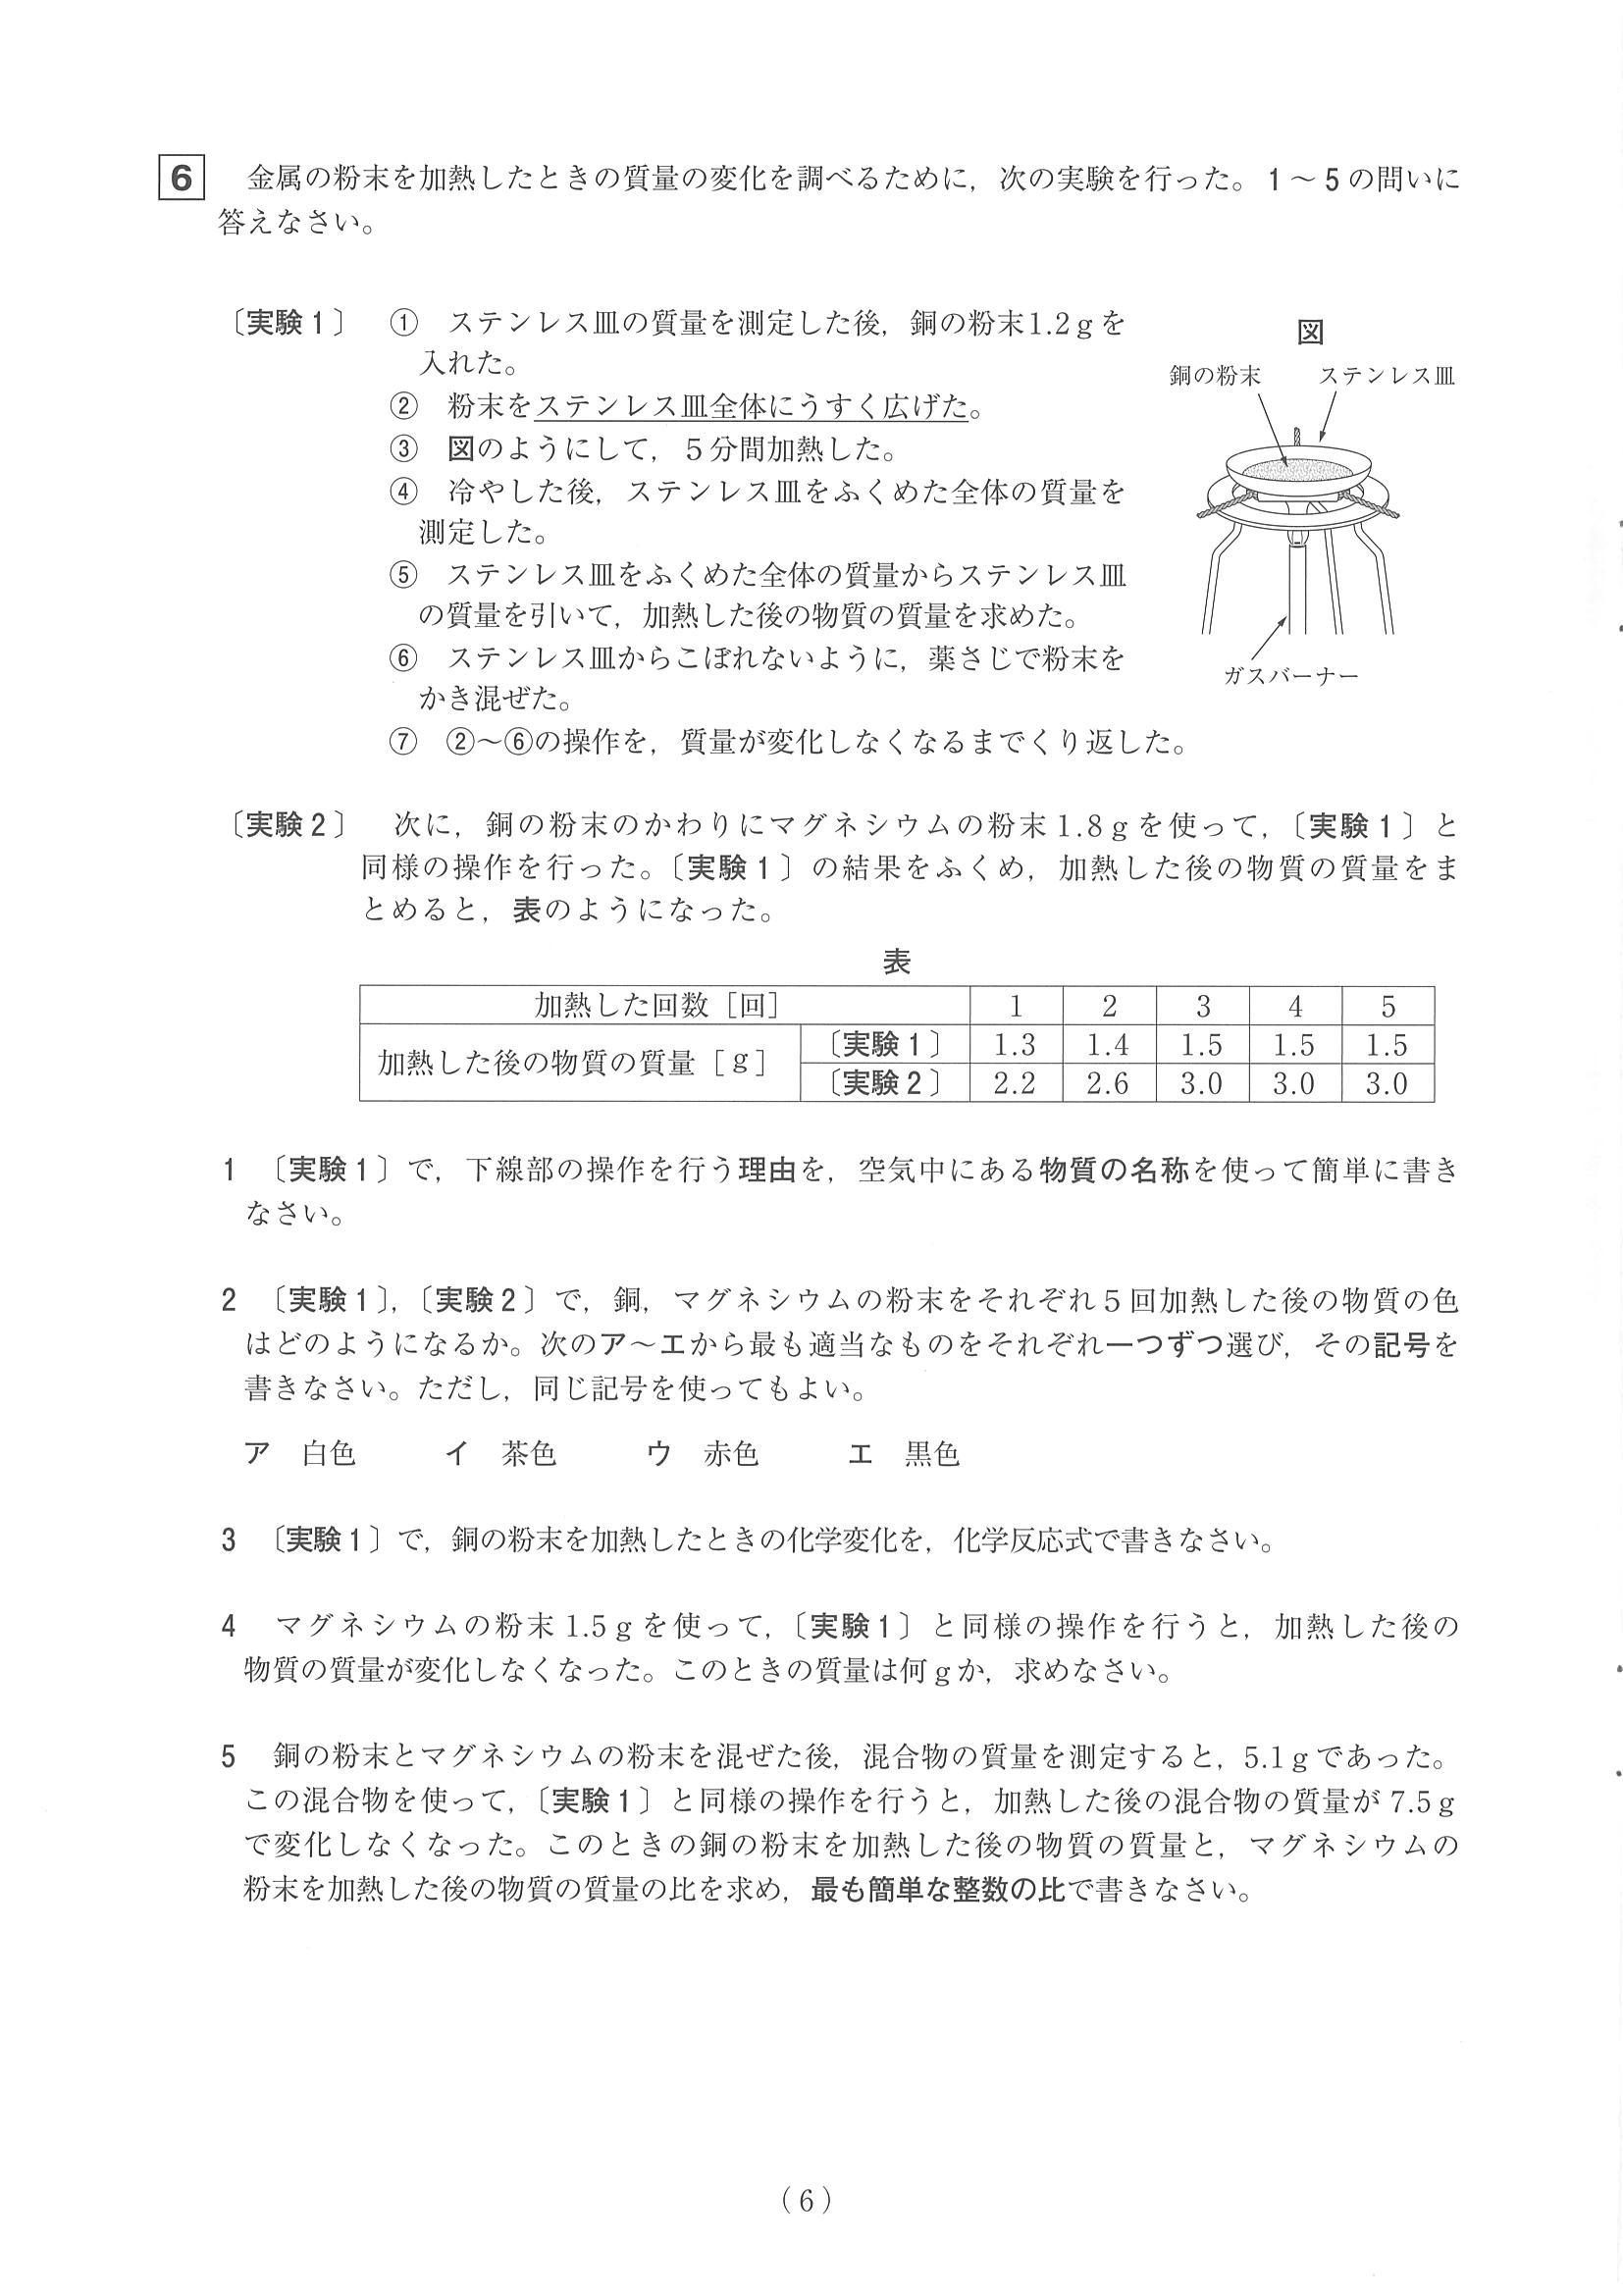 6 金属の粉末を加熱したときの質量の変化を調べるために，次の実験を行った。1～5の問いに
答えなさい。
〔実験1〕 ① ステンレス皿の質量を測定した後，銅の粉末1.2gを
入れた。
② 粉末をステンレス皿全体にうすく広げた。
③ 図のようにして，5分間加熱した。
④ 冷やした後，ステンレス皿をふくめた全体の質量を
測定した。
⑤ ステンレス皿をふくめた全体の質量からステンレス皿
の質量を引いて，加熱した後の物質の質量を求めた。
⑥ ステンレス皿からこぼれないように，薬さじで粉末を
かき混ぜた。
⑦ ②～⑥の操作を，質量が変化しなくなるまでくり返した。
図
銅の粉末 ステンレス皿
ガスバーナー
〔実験2〕 次に，銅の粉末のかわりにマグネシウムの粉末1.8gを使って，〔実験1〕と
同様の操作を行った。〔実験1〕の結果をふくめ，加熱した後の物質の質量をま
とめると，表のようになった。
表
加熱した回数［回］ 1 2 3 4 5
加熱した後の物質の質量［g］ 〔実験1〕 1.3 1.4 1.5 1.5 1.5
〔実験2〕 2.2 2.6 3.0 3.0 3.0
1 〔実験1〕で，下線部の操作を行う理由を，空気中にある物質の名称を使って簡単に書き
なさい。
2 〔実験1〕，〔実験2〕で，銅，マグネシウムの粉末をそれぞれ5回加熱した後の物質の色
はどのようになるか。次のア～エから最も適当なものをそれぞれ一つずつ選び，その記号を
書きなさい。ただし，同じ記号を使ってもよい。
ア 白色 イ 茶色 ウ 赤色 エ 黒色
3 〔実験1〕で，銅の粉末を加熱したときの化学変化を，化学反応式で書きなさい。
4 マグネシウムの粉末1.5gを使って，〔実験1〕と同様の操作を行うと，加熱した後の
物質の質量が変化しなくなった。このときの質量は何gか，求めなさい。
5 銅の粉末とマグネシウムの粉末を混ぜた後，混合物の質量を測定すると，5.1gであった。
この混合物を使って，〔実験1〕と同様の操作を行うと，加熱した後の混合物の質量が7.5g
で変化しなくなった。このときの銅の粉末を加熱した後の物質の質量と，マグネシウムの
粉末を加熱した後の物質の質量の比を求め，最も簡単な整数の比で書きなさい。
（6）